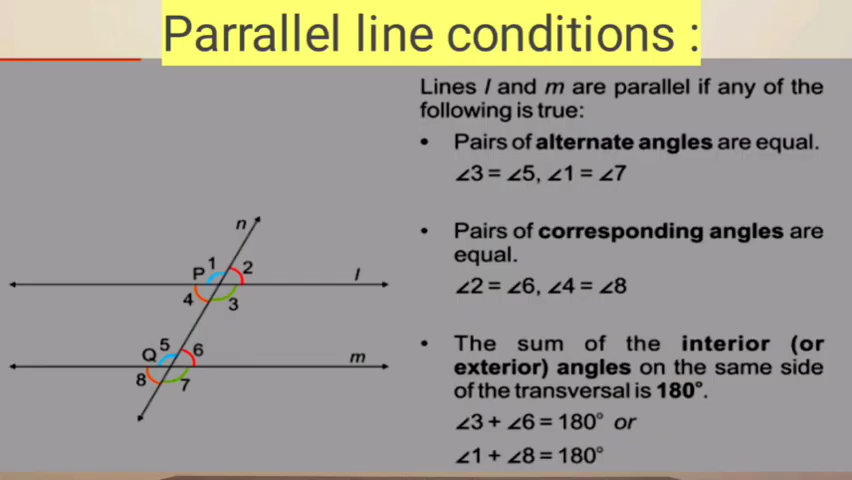 Parrallel line conditions :
Lines l and m are parallel if any of the
following is true:
• Pairs of alternate angles are equal.
∠3 = ∠5, ∠1 = ∠7
• Pairs of corresponding angles are
equal.
∠2 = ∠6, ∠4 = ∠8
• The sum of the interior (or
exterior) angles on the same side
of the transversal is 180°.
∠3 + ∠6 = 180° or
∠1 + ∠8 = 180°
n
P 1 2
l
4 3
Q 5 6
m
8 7